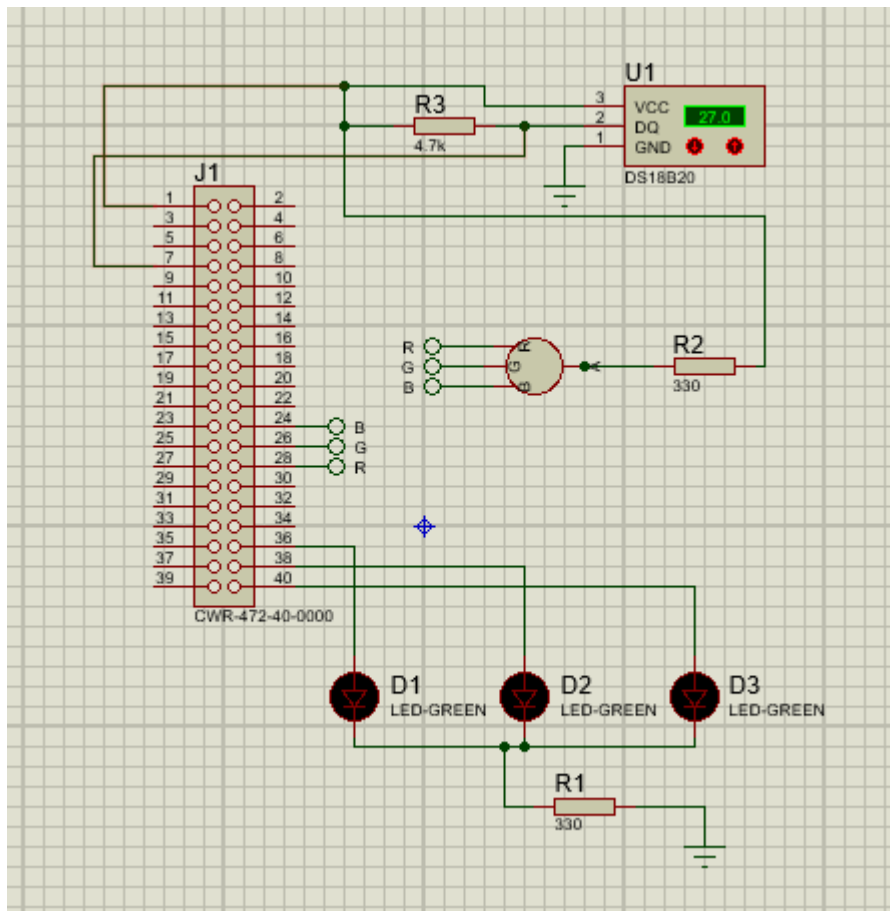 U1
3 VCC
2 DQ
1 GND
27.0
DS18B20
R3
4.7k
J1
1 2
3 4
5 6
7 8
9 10
11 12
13 14
15 16
17 18
19 20
21 22
23 24
25 26
27 28
29 30
31 32
33 34
35 36
37 38
39 40
CWR-472-40-0000
R R
G G
B B
A
R2
330
B
G
R
D1
LED-GREEN
D2
LED-GREEN
D3
LED-GREEN
R1
330